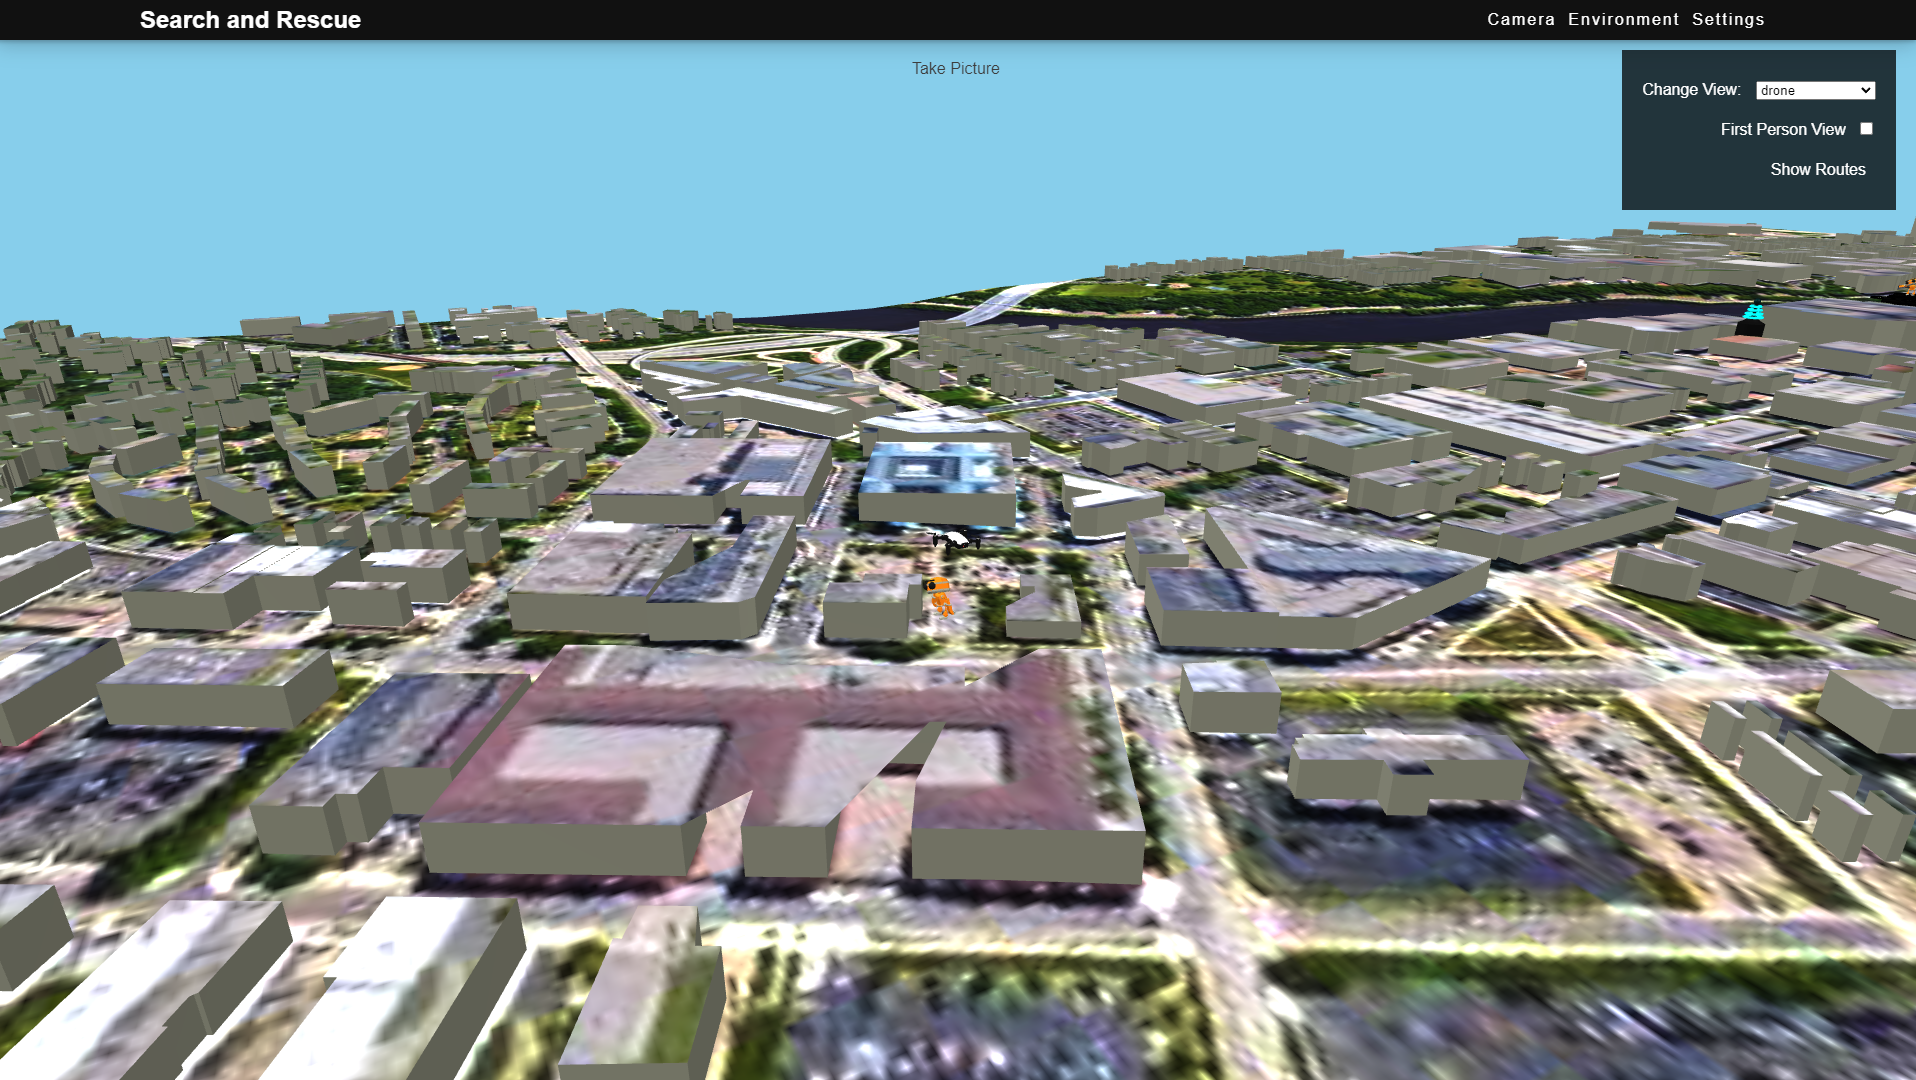 Search and Rescue
Camera Environment Settings
Take Picture
Change View: drone
First Person View
Show Routes